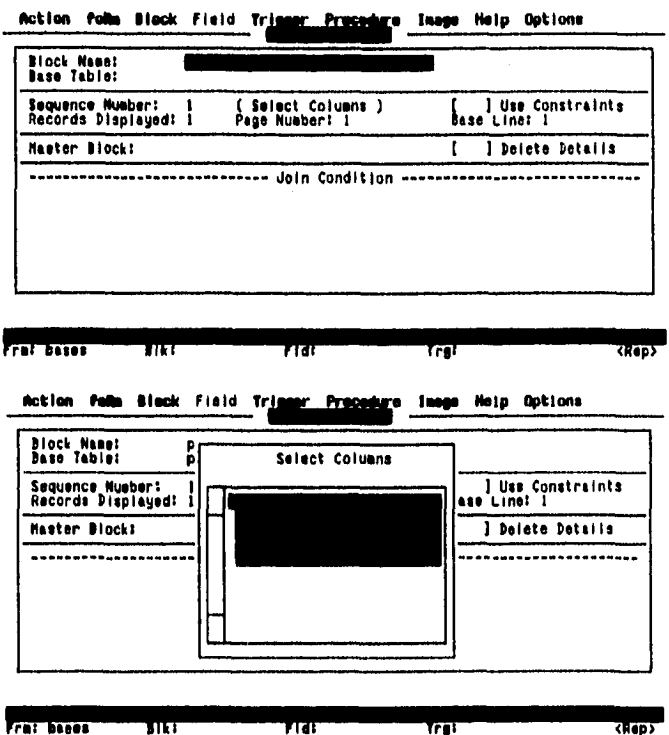 Action Form Block Field Trigger Procedure Image Help Options
Block Name:
Base Table:
Sequence Number: 1 ( Select Columns ) [ ] Use Constraints
Records Displayed: 1 Page Number: 1 Base Line: 1
Master Block: [ ] Delete Details
---------------------------- Join Condition ----------------------------
Frm: bases Blk: Fld: Trg: <Rep>
Action Form Block Field Trigger Procedure Image Help Options
Block Name: p
Base Table: p
Select Columns
Sequence Number: 1 ] Use Constraints
Records Displayed: 1 ase Line: 1
Master Block: ] Delete Details
Frm: bases Blk: Fld: Trg: <Rep>